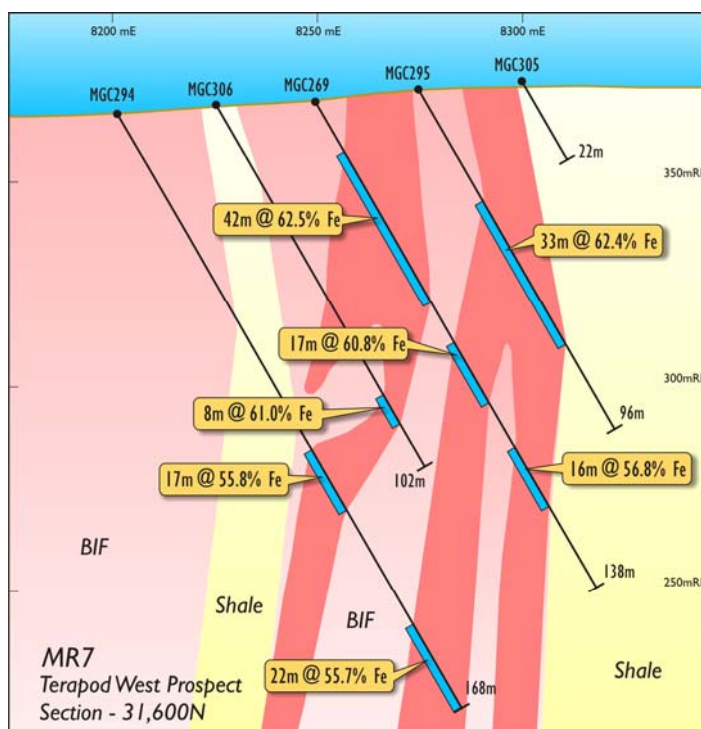 8200 mE
8250 mE
8300 mE
MGC294
MGC306
MGC269
MGC295
MGC305
22m
350mRl
42m @ 62.5% Fe
33m @ 62.4% Fe
17m @ 60.8% Fe
300mRl
8m @ 61.0% Fe
96m
17m @ 55.8% Fe
102m
16m @ 56.8% Fe
BIF
138m
250mRl
Shale
BIF
MR7
Terapod West Prospect
Section - 31,600N
22m @ 55.7% Fe
168m
Shale